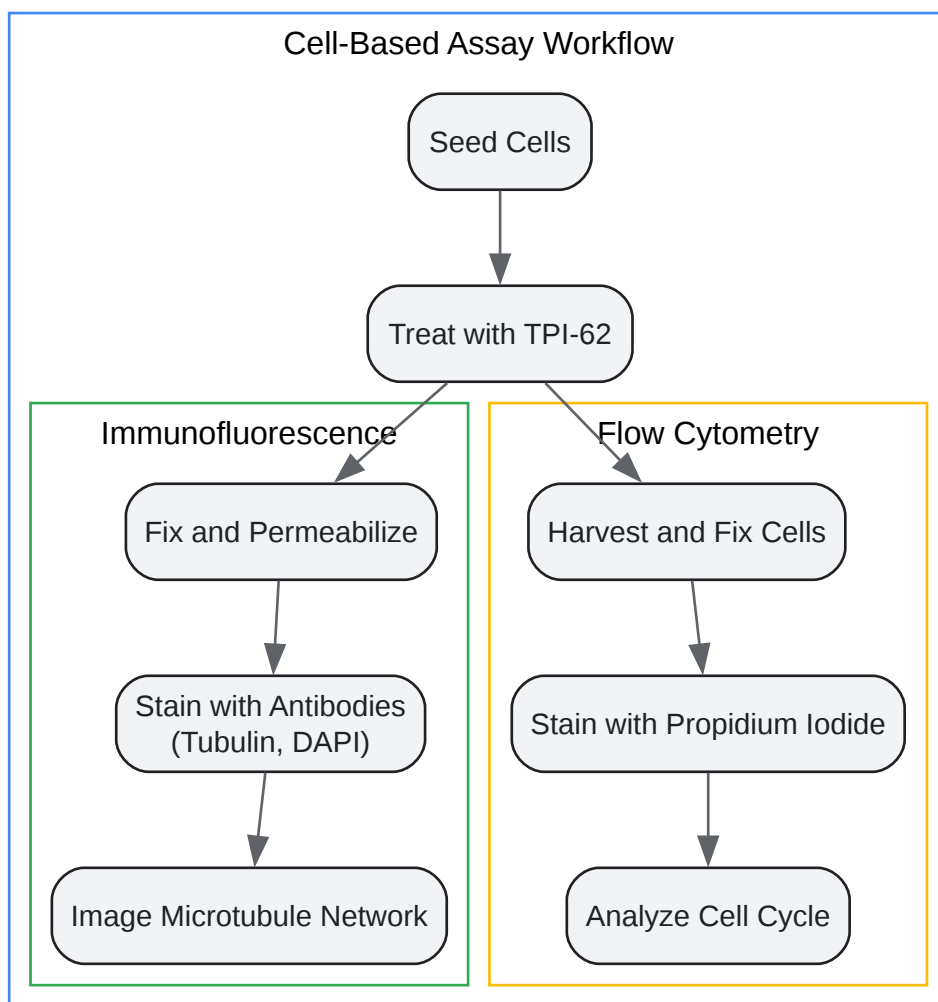 Cell-Based Assay Workflow
Seed Cells
Treat with TPI-62
Immunofluorescence
Fix and Permeabilize
Stain with Antibodies
(Tubulin, DAPI)
Image Microtubule Network
Flow Cytometry
Harvest and Fix Cells
Stain with Propidium Iodide
Analyze Cell Cycle